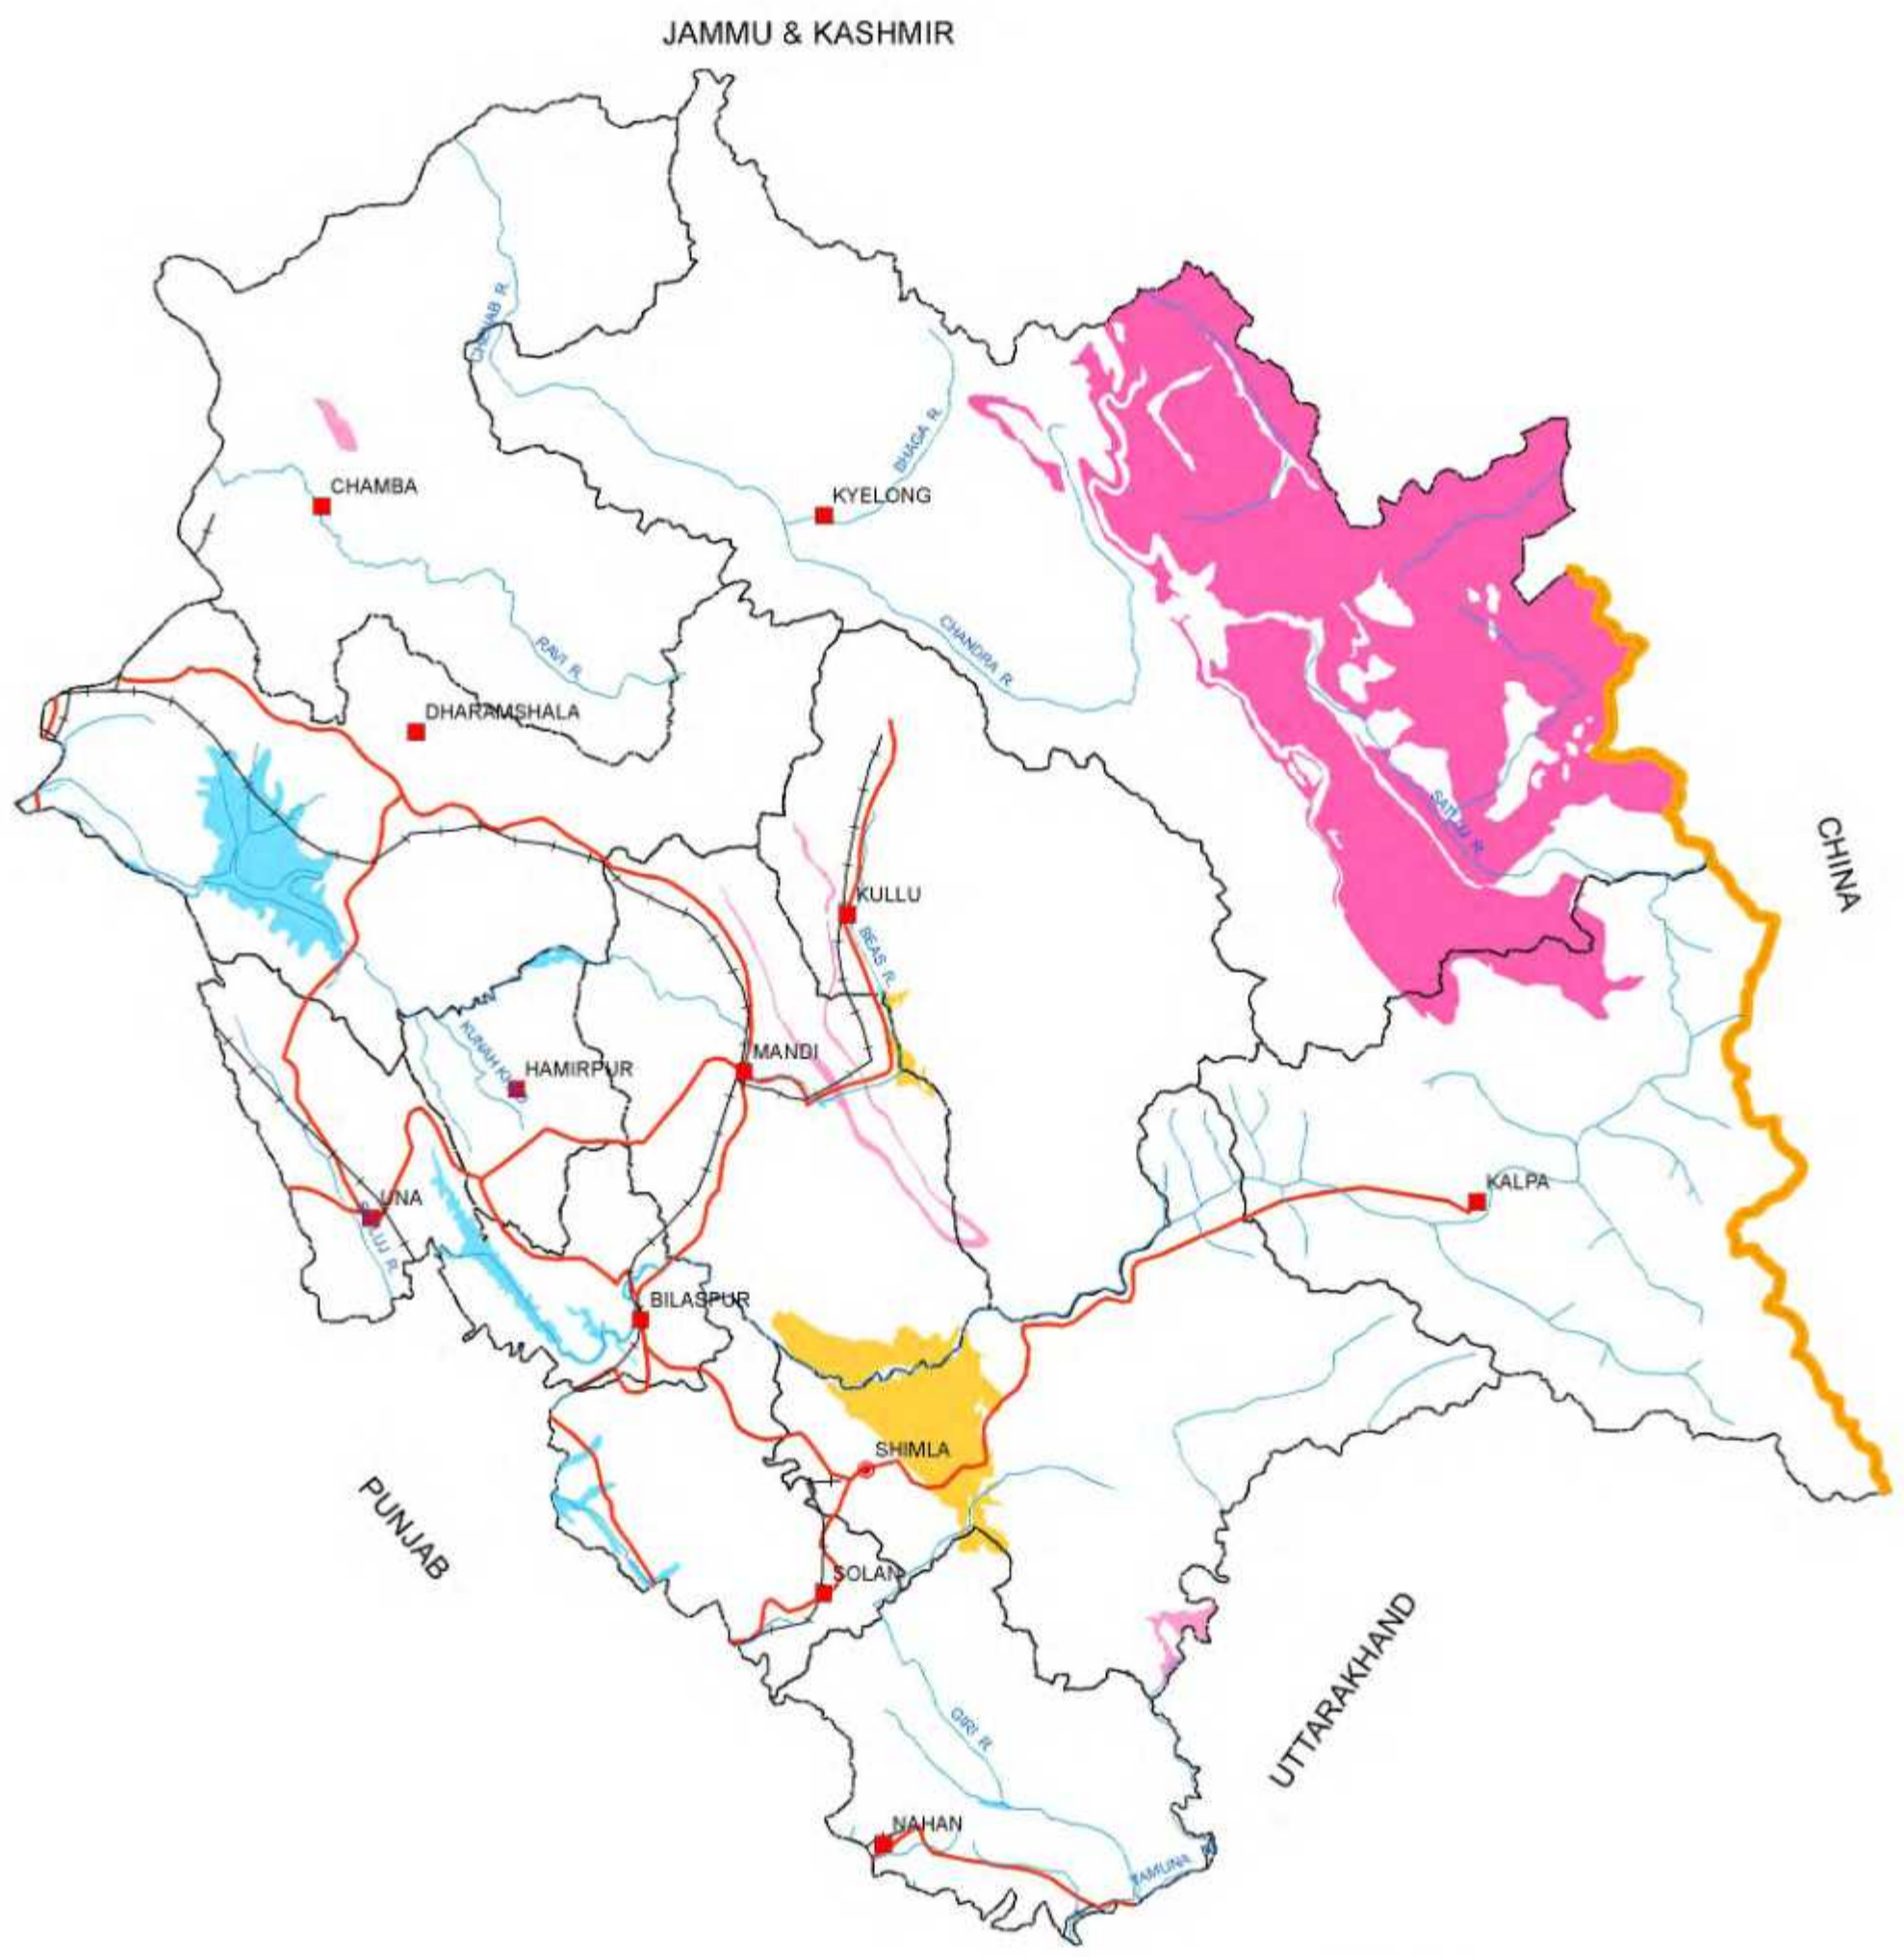 JAMMU & KASHMIR
CHENAB R.
BHAGA R.
CHAMBA
KYELONG
RAVI R.
CHANDRA R.
DHARAMSHALA
SATLUJ R.
CHINA
KULLU
BEAS R.
KUNAH
HAMIRPUR
MANDI
KALPA
UNA
R.
BILASPUR
SHIMLA
PUNJAB
SOLAN
UTTARAKHAND
GIRI R.
NAHAN
YAMUNA R.